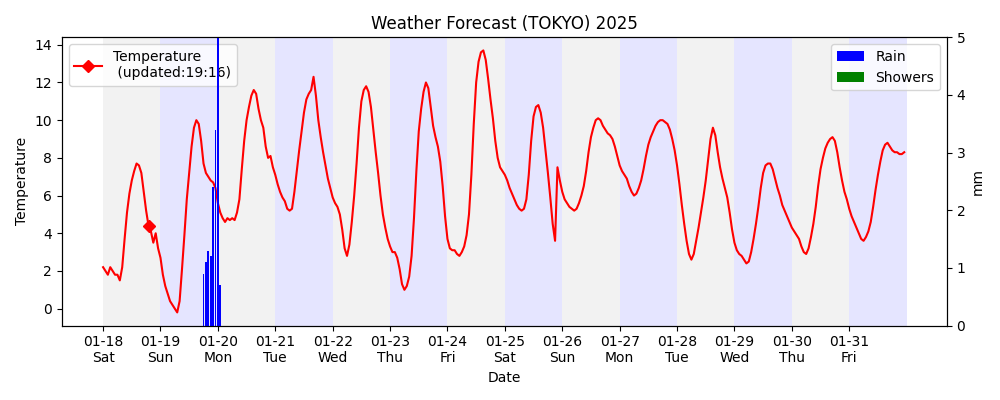 Weather Forecast (TOKYO) 2025
Temperature
(updated:19:16)
Rain
Showers
Temperature
14
12
10
8
6
4
2
0
5
4
3
2
1
0
mm
01-18 01-19 01-20 01-21 01-22 01-23 01-24 01-25 01-26 01-27 01-28 01-29 01-30 01-31
Sat Sun Mon Tue Wed Thu Fri Sat Sun Mon Tue Wed Thu Fri
Date